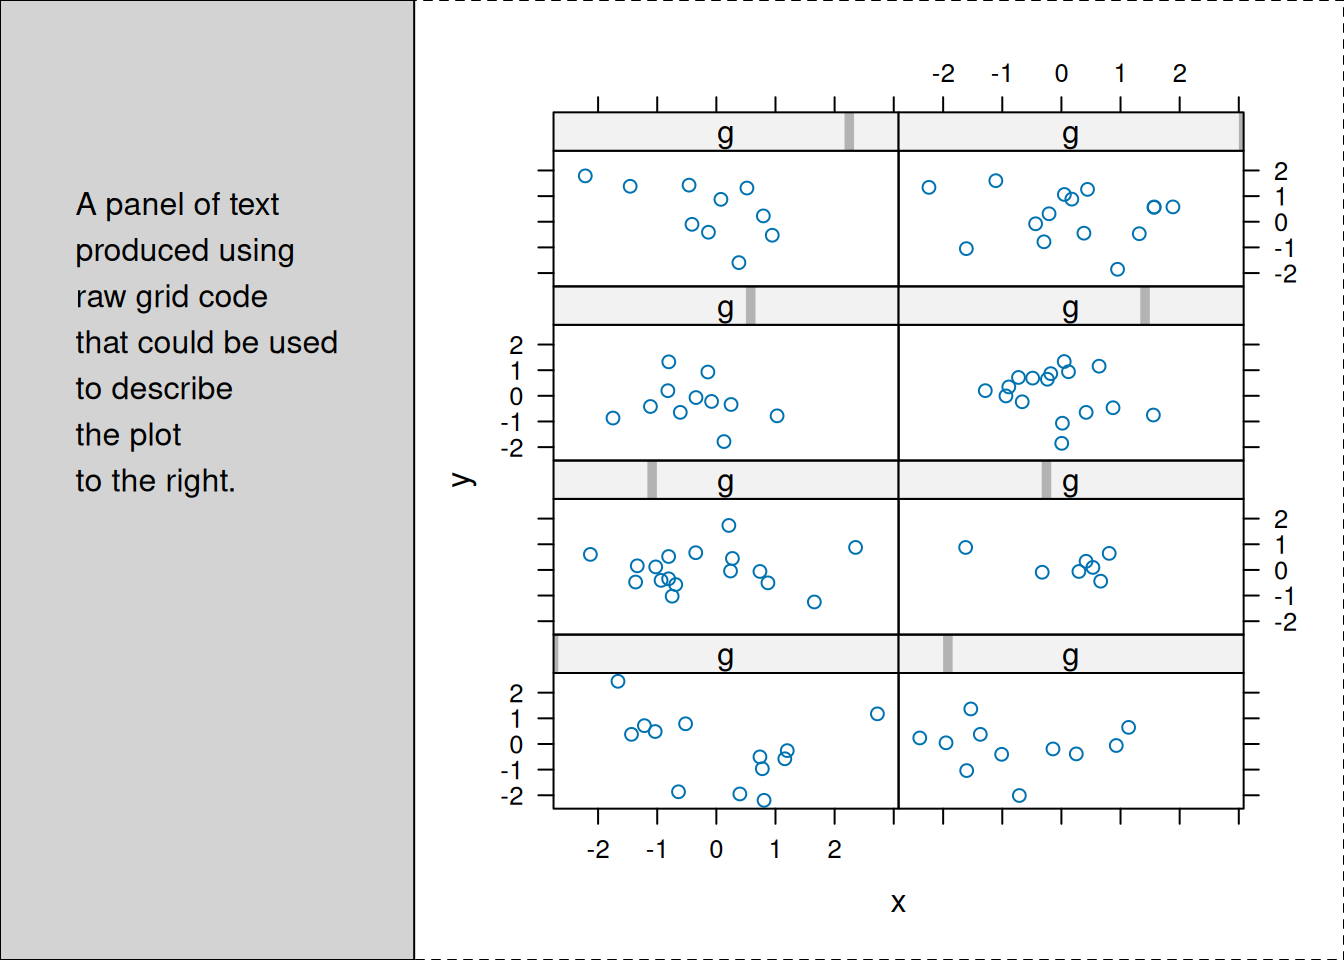 A panel of text
produced using
raw grid code
that could be used
to describe
the plot
to the right.
-2 -1 0 1 2
g g
2
1
0
-1
-2
g g
2
1
0
-1
-2
y
g g
2
1
0
-1
-2
g g
2
1
0
-1
-2
-2 -1 0 1 2
x